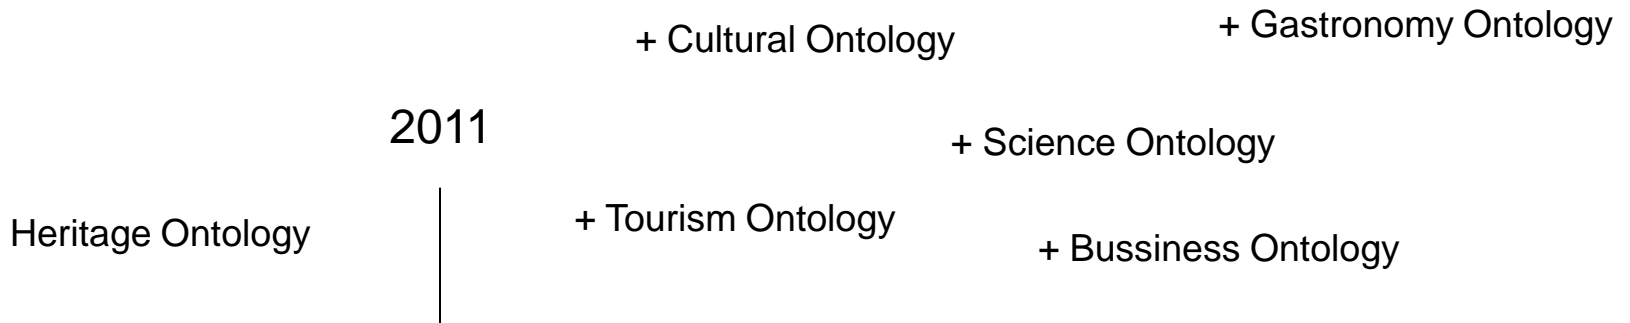 + Gastronomy Ontology
+ Cultural Ontology
2011
+ Science Ontology
+ Tourism Ontology
Heritage Ontology
+ Bussiness Ontology